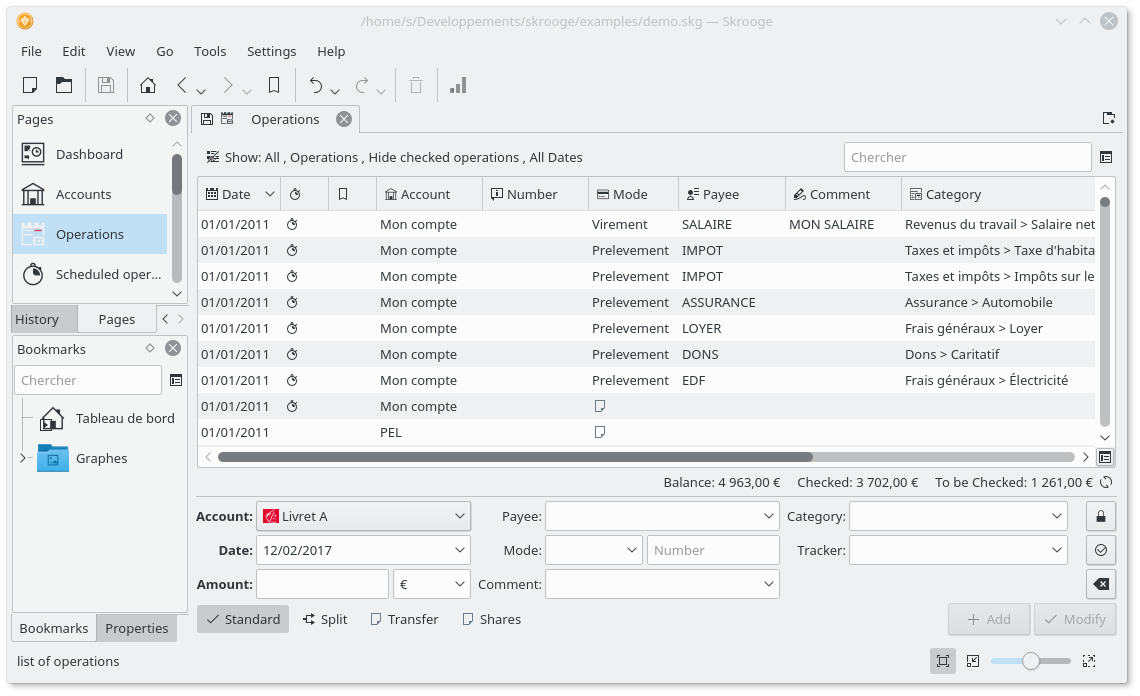 /home/s/Developpements/skrooge/examples/demo.skg — Skrooge
File Edit View Go Tools Settings Help
Pages
Dashboard
Accounts
Operations
Scheduled oper...
History Pages
Bookmarks
Chercher
Tableau de bord
Graphes
Bookmarks Properties
Operations
Show: All , Operations , Hide checked operations , All Dates
Chercher
Date Account Number Mode Payee Comment Category
01/01/2011 Mon compte Virement SALAIRE MON SALAIRE Revenus du travail > Salaire net
01/01/2011 Mon compte Prelevement IMPOT Taxes et impôts > Taxe d'habita
01/01/2011 Mon compte Prelevement IMPOT Taxes et impôts > Impôts sur le
01/01/2011 Mon compte Prelevement ASSURANCE Assurance > Automobile
01/01/2011 Mon compte Prelevement LOYER Frais généraux > Loyer
01/01/2011 Mon compte Prelevement DONS Dons > Caritatif
01/01/2011 Mon compte Prelevement EDF Frais généraux > Électricité
01/01/2011 Mon compte
01/01/2011 PEL
Balance: 4 963,00 € Checked: 3 702,00 € To be Checked: 1 261,00 €
Account: Livret A Payee: Category:
Date: 12/02/2017 Mode: Number Tracker:
Amount: € Comment:
Standard Split Transfer Shares Add Modify
list of operations